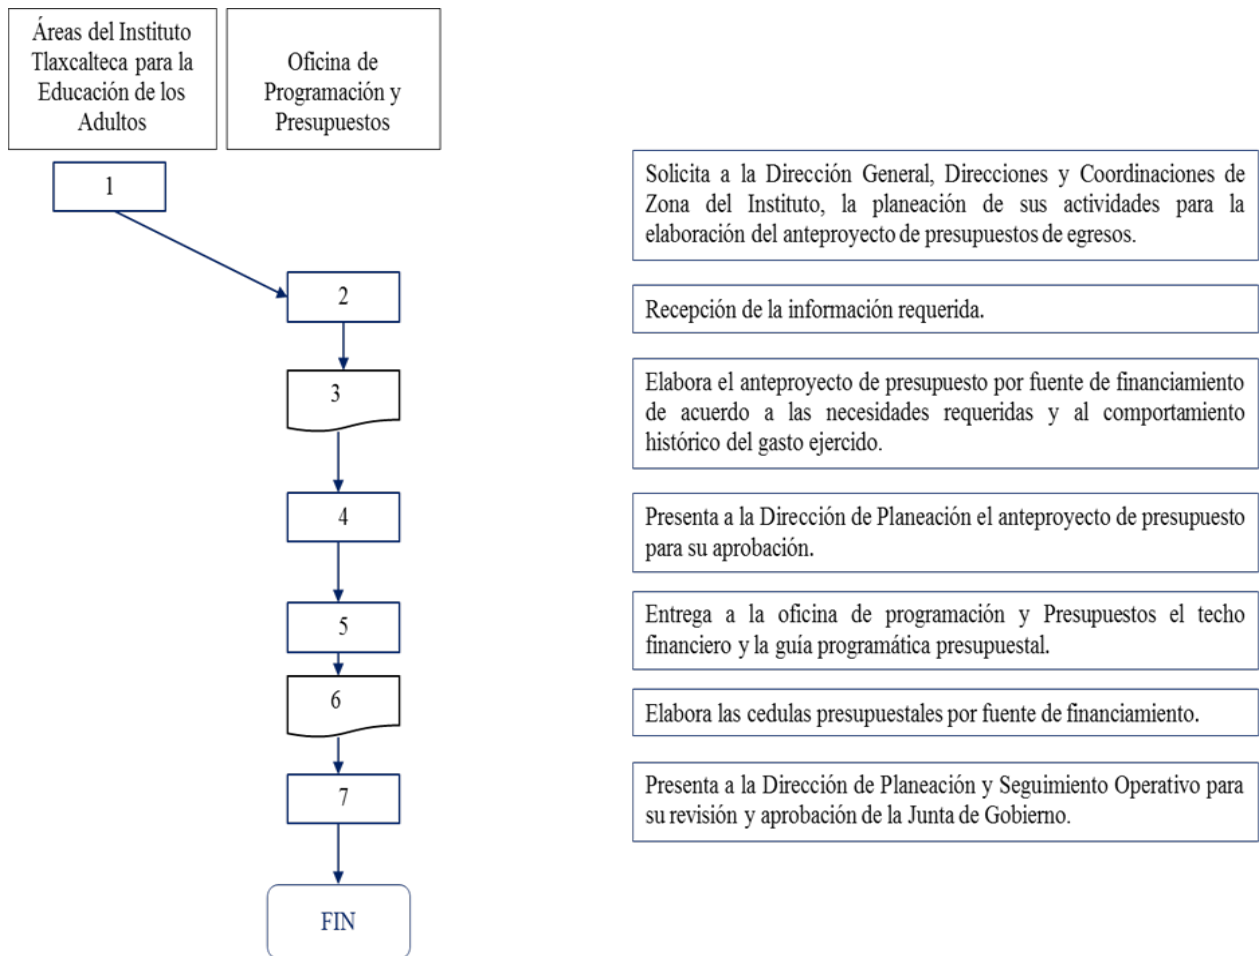 Áreas del Instituto
Tlaxcalteca para la
Educación de los
Adultos
Oficina de
Programación y
Presupuestos
1
Solicita a la Dirección General, Direcciones y Coordinaciones de
Zona del Instituto, la planeación de sus actividades para la
elaboración del anteproyecto de presupuestos de egresos.
2
Recepción de la información requerida.
3
Elabora el anteproyecto de presupuesto por fuente de financiamiento
de acuerdo a las necesidades requeridas y al comportamiento
histórico del gasto ejercido.
4
Presenta a la Dirección de Planeación el anteproyecto de presupuesto
para su aprobación.
5
Entrega a la oficina de programación y Presupuestos el techo
financiero y la guía programática presupuestal.
6
Elabora las cedulas presupuestales por fuente de financiamiento.
7
Presenta a la Dirección de Planeación y Seguimiento Operativo para
su revisión y aprobación de la Junta de Gobierno.
FIN